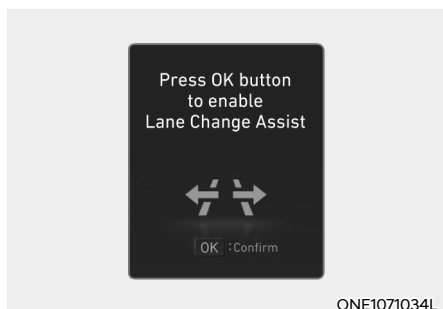 Press OK button
to enable
Lane Change Assist
OK :Confirm
ONE1071034L